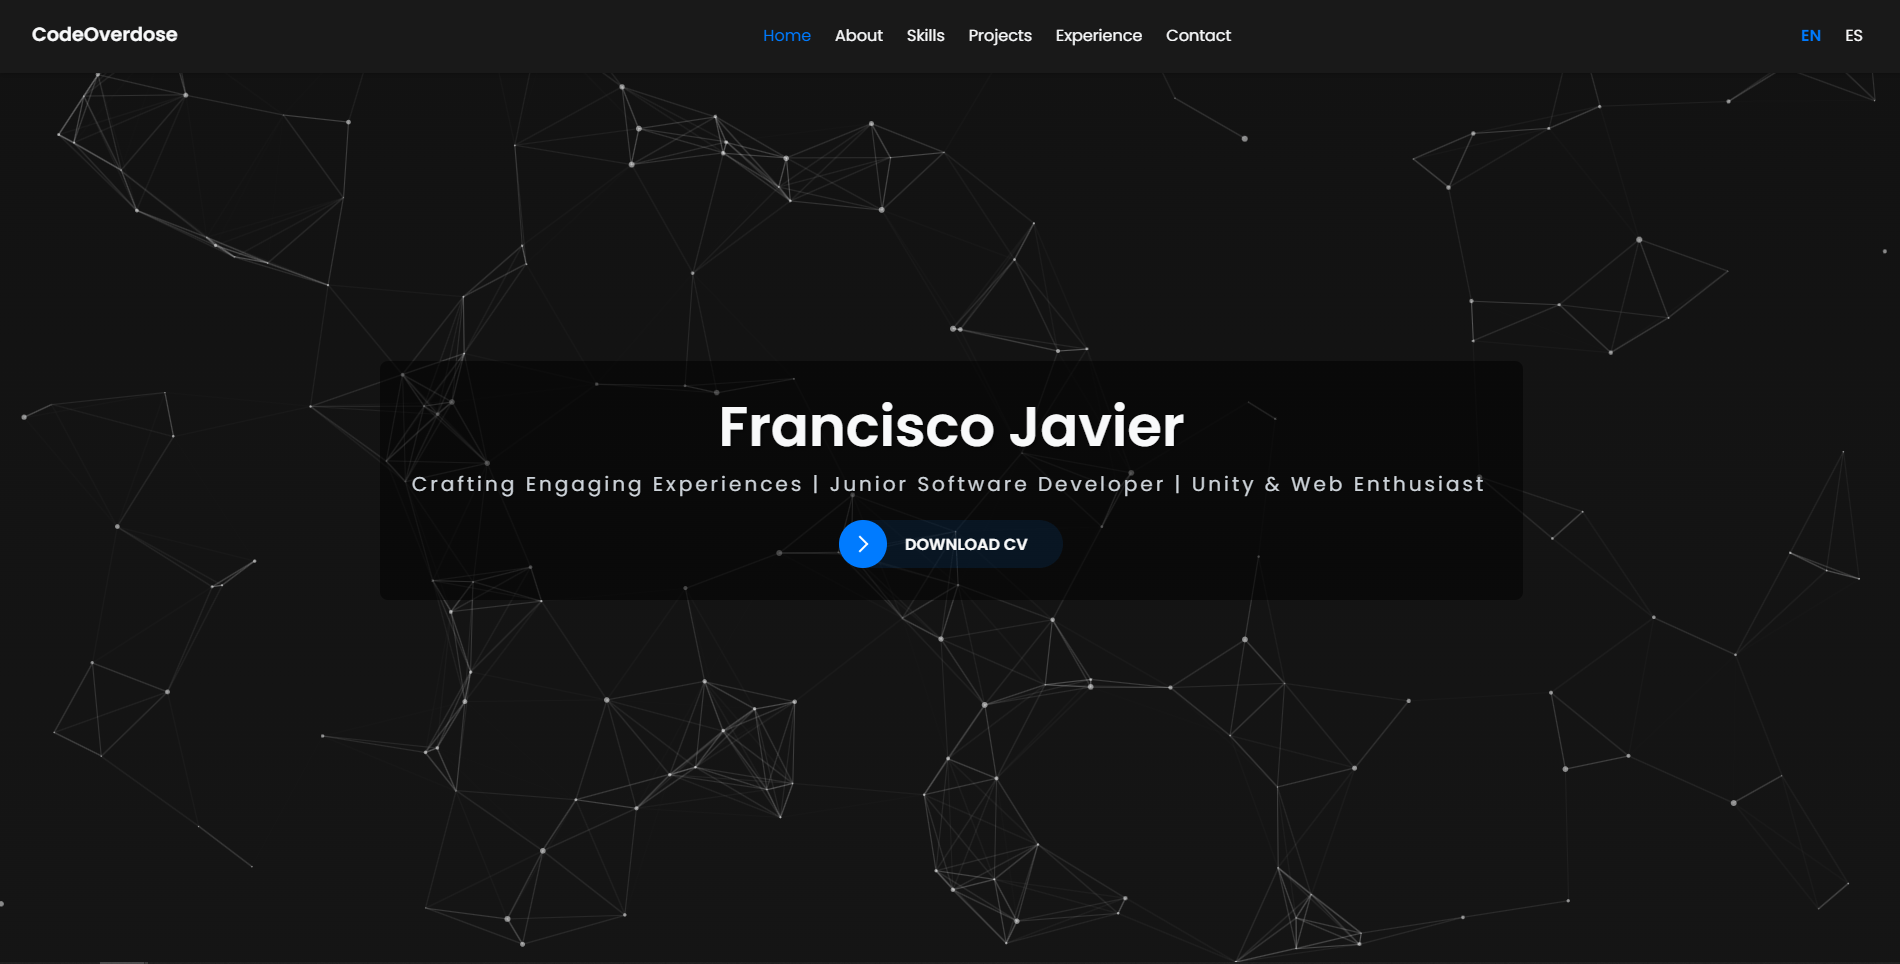 CodeOverdose
Home About Skills Projects Experience Contact
EN ES
Francisco Javier
Crafting Engaging Experiences | Junior Software Developer | Unity & Web Enthusiast
DOWNLOAD CV